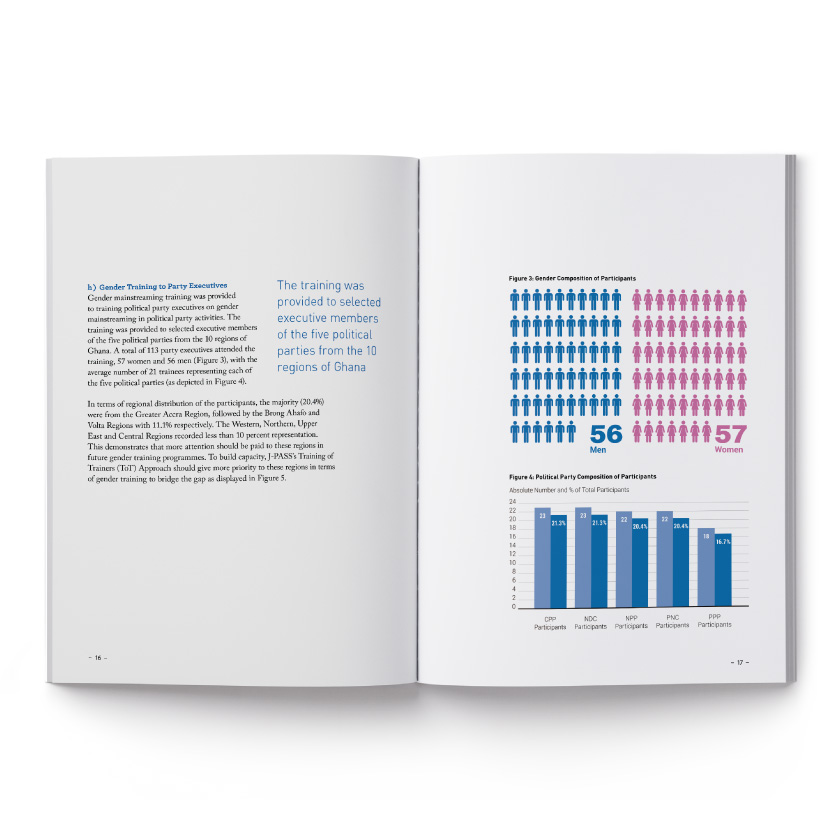 h) Gender Training to Party Executives
Gender mainstreaming training was provided
to training political party executives on gender
mainstreaming in political party activities. The
training was provided to selected executive members
of the five political parties from the 10 regions of
Ghana. A total of 113 party executives attended the
training, 57 women and 56 men (Figure 3), with the
average number of 21 trainees representing each of
the five political parties (as depicted in Figure 4).
In terms of regional distribution of the participants, the majority (20.4%)
were from the Greater Accra Region, followed by the Brong Ahafo and
Volta Regions with 11.1% respectively. The Western, Northern, Upper
East and Central Regions recorded less than 10 percent representation.
This demonstrates that more attention should be paid to these regions in
future gender training programmes. To build capacity, J-PASS's Training of
Trainers (ToT) Approach should give more priority to these regions in terms
of gender training to bridge the gap as displayed in Figure 5.
The training was
provided to selected
executive members
of the five political
parties from the 10
regions of Ghana
– 16 –
Figure 3: Gender Composition of Participants
56
Men
57
Women
Figure 4: Political Party Composition of Participants
Absolute Number and % of Total Participants
24
22
20
18
16
14
12
10
8
6
4
2
0
23
21.3%
23
21.3%
22
20.4%
22
20.4%
18
16.7%
CPP
Participants
NDC
Participants
NPP
Participants
PNC
Participants
PPP
Participants
– 17 –